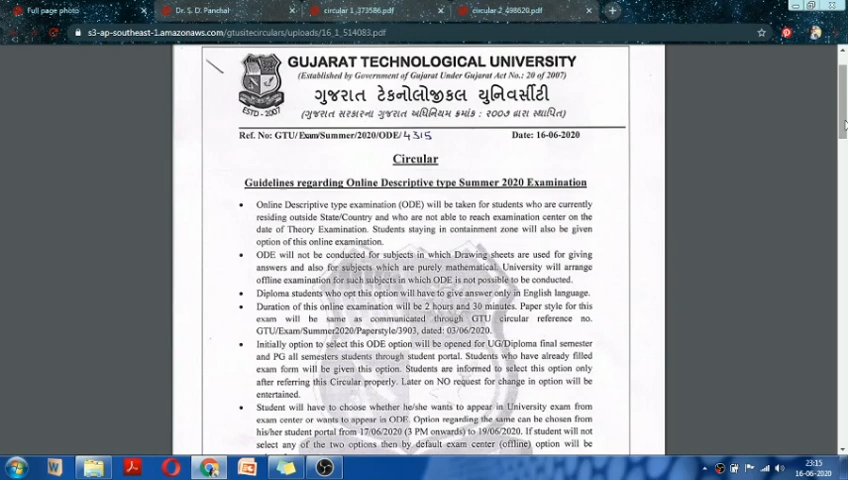 Full page photo
Dr. S. D. Panchal
circular 1_373586.pdf
circular 2_498620.pdf
s3-ap-southeast-1.amazonaws.com/gtusitecirculars/uploads/16_1_514083.pdf
GUJARAT TECHNOLOGICAL UNIVERSITY
(Established by Government of Gujarat Under Gujarat Act No.: 20 of 2007)
ગુજરાત ટેકનોલોજીકલ યુનિવર્સીટી
(ગુજરાત સરકારના ગુજરાત અધિનિયમ ક્રમાંક : ૨૦/૨૦૦૭ દ્વારા સ્થાપિત)
ESTD - 2007
Ref. No: GTU/Exam/Summer/2020/ODE/4315 Date: 16-06-2020
Circular
Guidelines regarding Online Descriptive type Summer 2020 Examination
• Online Descriptive type examination (ODE) will be taken for students who are currently
residing outside State/Country and who are not able to reach examination center on the
date of Theory Examination. Students staying in containment zone will also be given
option of this online examination.
• ODE will not be conducted for subjects in which Drawing sheets are used for giving
answers and also for subjects which are purely mathematical. University will arrange
offline examination for such subjects in which ODE is not possible to be conducted.
• Diploma students who opt this option will have to give answer only in English language.
• Duration of this online examination will be 2 hours and 30 minutes. Paper style for this
exam will be same as communicated through GTU circular reference no.
GTU/Exam/Summer2020/Paperstyle/3903, dated: 03/06/2020.
• Initially option to select this ODE option will be opened for UG/Diploma final semester
and PG all semesters students through student portal. Students who have already filled
exam form will be given this option. Students are informed to select this option only
after referring this Circular properly. Later on NO request for change in option will be
entertained.
• Student will have to choose whether he/she wants to appear in University exam from
exam center or wants to appear in ODE. Option regarding the same can be chosen from
his/her student portal from 17/06/2020 (3 PM onwards) to 19/06/2020. If student will not
select any of the two options then by default exam center (offline) option will be
23:15
16-06-2020